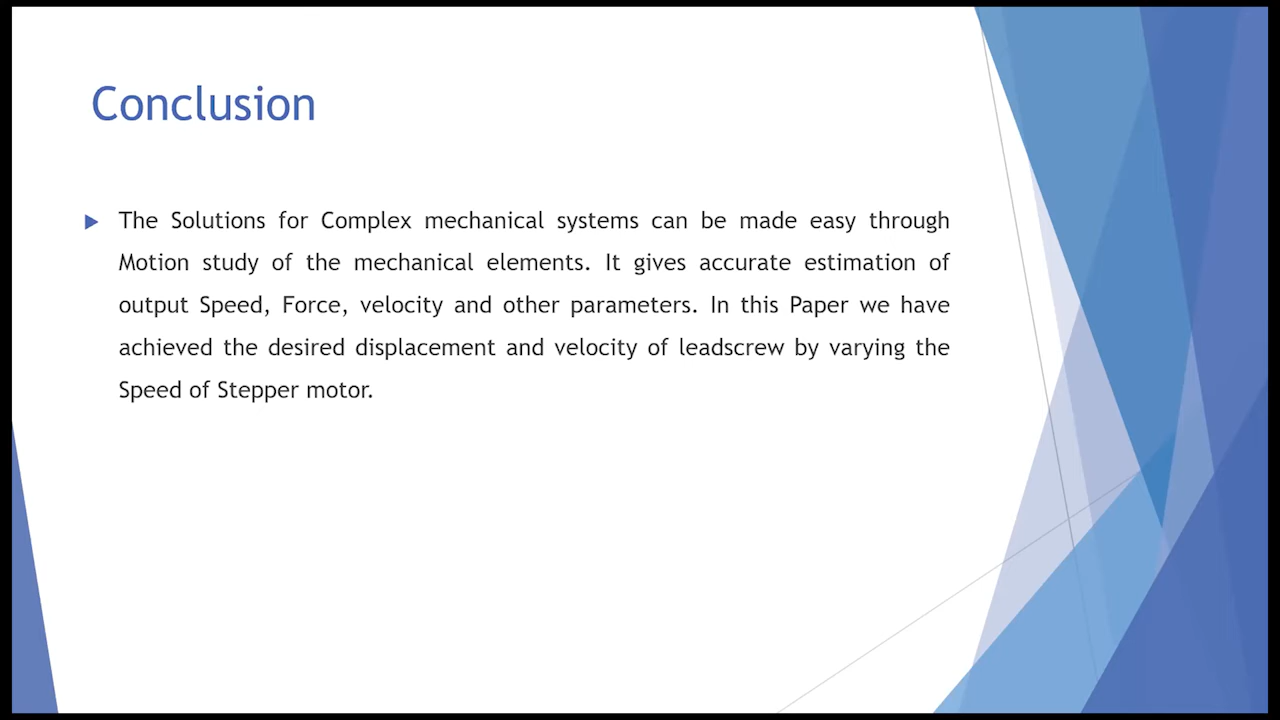 Conclusion
The Solutions for Complex mechanical systems can be made easy through
Motion study of the mechanical elements. It gives accurate estimation of
output Speed, Force, velocity and other parameters. In this Paper we have
achieved the desired displacement and velocity of leadscrew by varying the
Speed of Stepper motor.